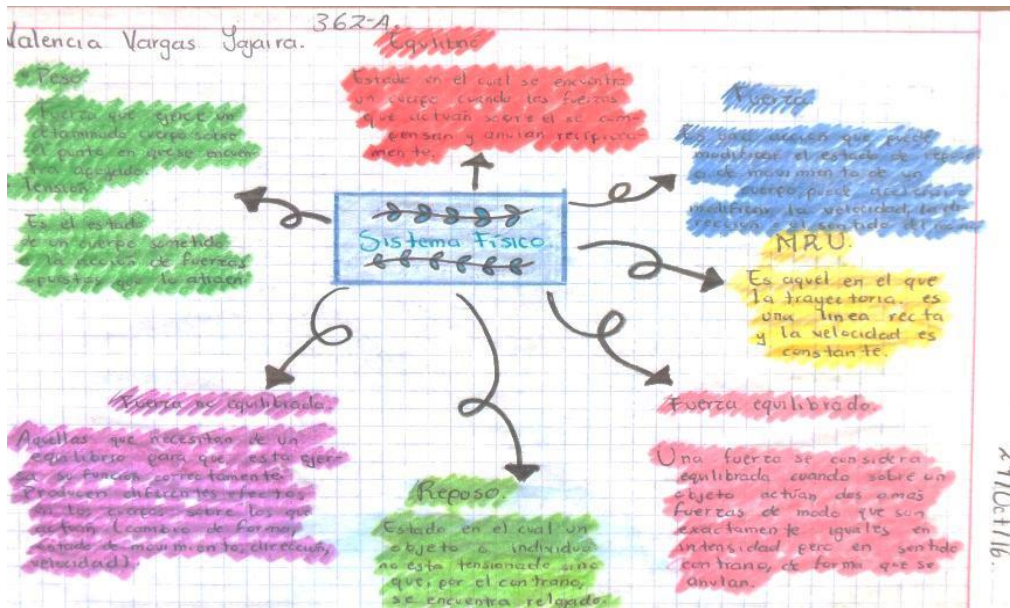 362-A.
Valencia Vargas Yajaira.
Peso
Fuerza que ejerce un
determinado cuerpo sobre
el punto en que se encuen
tra apoyado.
Tensión
Es el estado
de un cuerpo sometido
a la acción de fuerzas
opuestas que lo atraen.
Equilibrio
Estado en el cual se encuentra
un cuerpo cuando las fuerzas
que actúan sobre el se com-
pensan y anulan reciproca
mente.
Fuerza
Es una acción que puede
modificar el estado de reposo
o de movimiento de un
cuerpo; puede acelerar o
modificar la velocidad, la di-
rección o el sentido del
Sistema Físico.
MRU.
Es aquel en el que
la trayectoria. es
una linea recta
y la velocidad es
constante.
Fuerza no equilibrada.
Aquellas que necesitan de un
equilibrio para que esta ejer-
sa su función correctamente.
Producen diferentes efectos
en los cuerpos sobre los que
actuan (cambio de forma,
estado de movimiento, dirección,
velocidad).
Reposo.
Estado en el cual un
objeto o individuo
no esta tensionado sino
que, por el contrario,
se encuentra relajado.
Fuerza equilibrada.
Una fuerza se considera
equilibrada cuando sobre un
objeto actúan dos o más
fuerzas de modo que son
exactamente iguales en
intensidad pero en sentido
contrario, de forma que se
anulan.
27/Oct/16.